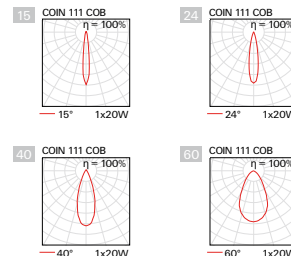 15 COIN 111 COB
η = 100%
15° 1x20W
24 COIN 111 COB
η = 100%
24° 1x20W
40 COIN 111 COB
η = 100%
40° 1x20W
60 COIN 111 COB
η = 100%
60° 1x20W